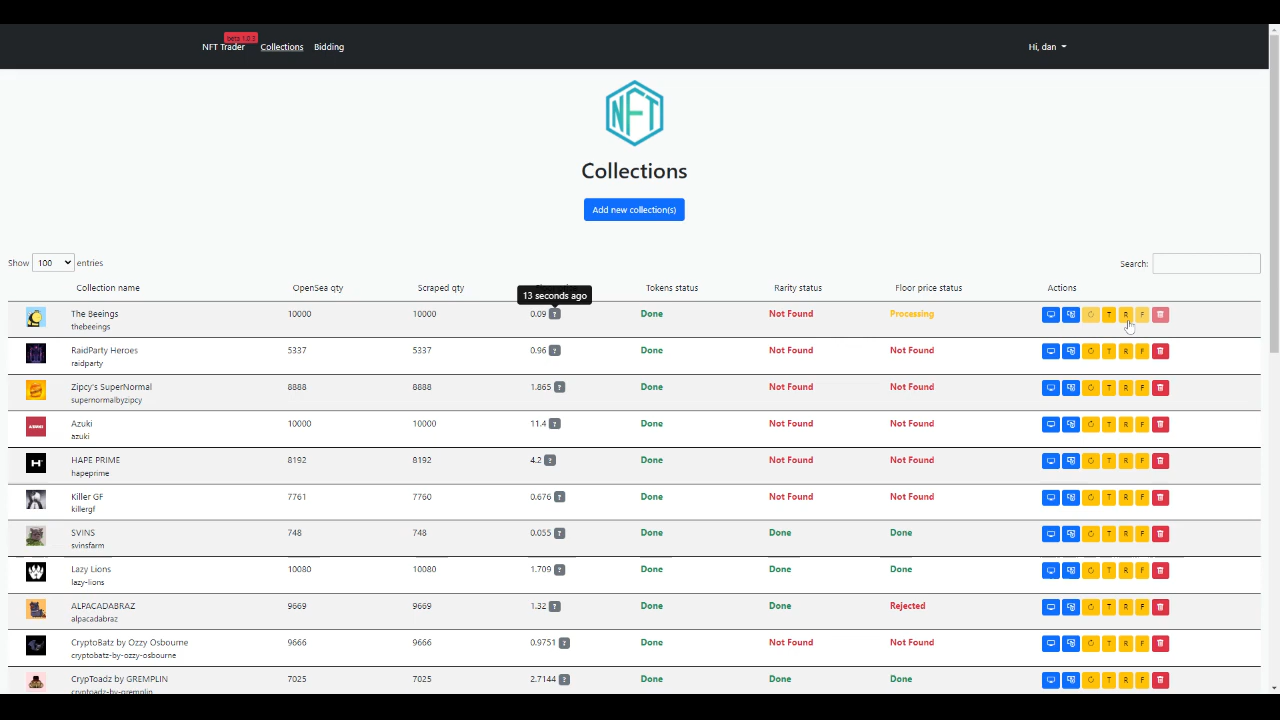 beta 1.0.3
NFT Trader Collections Bidding Hi, dan
NFT
Collections
Add new collection(s)
Show 100 entries Search:
Collection name OpenSea qty Scraped qty Tokens status Rarity status Floor price status Actions
13 seconds ago
The Beeings 10000 10000 0.09 ? Done Not Found Processing T R F
thebeeings
RaidParty Heroes 5337 5337 0.96 ? Done Not Found Not Found T R F
raidparty
Zipcy's SuperNormal 8888 8888 1.865 ? Done Not Found Not Found T R F
supernormalbyzipcy
Azuki 10000 10000 11.4 ? Done Not Found Not Found T R F
azuki
HAPE PRIME 8192 8192 4.2 ? Done Not Found Not Found T R F
hapeprime
Killer GF 7761 7760 0.676 ? Done Not Found Not Found T R F
killergf
SVINS 748 748 0.055 ? Done Done Done T R F
svinsfarm
Lazy Lions 10080 10080 1.709 ? Done Done Done T R F
lazy-lions
ALPACADABRAZ 9669 9669 1.32 ? Done Done Rejected T R F
alpacadabraz
CryptoBatz by Ozzy Osbourne 9666 9666 0.9751 ? Done Not Found Not Found T R F
cryptobatz-by-ozzy-osbourne
CrypToadz by GREMPLIN 7025 7025 2.7144 ? Done Done Done T R F
cryptoadz-by-gremplin